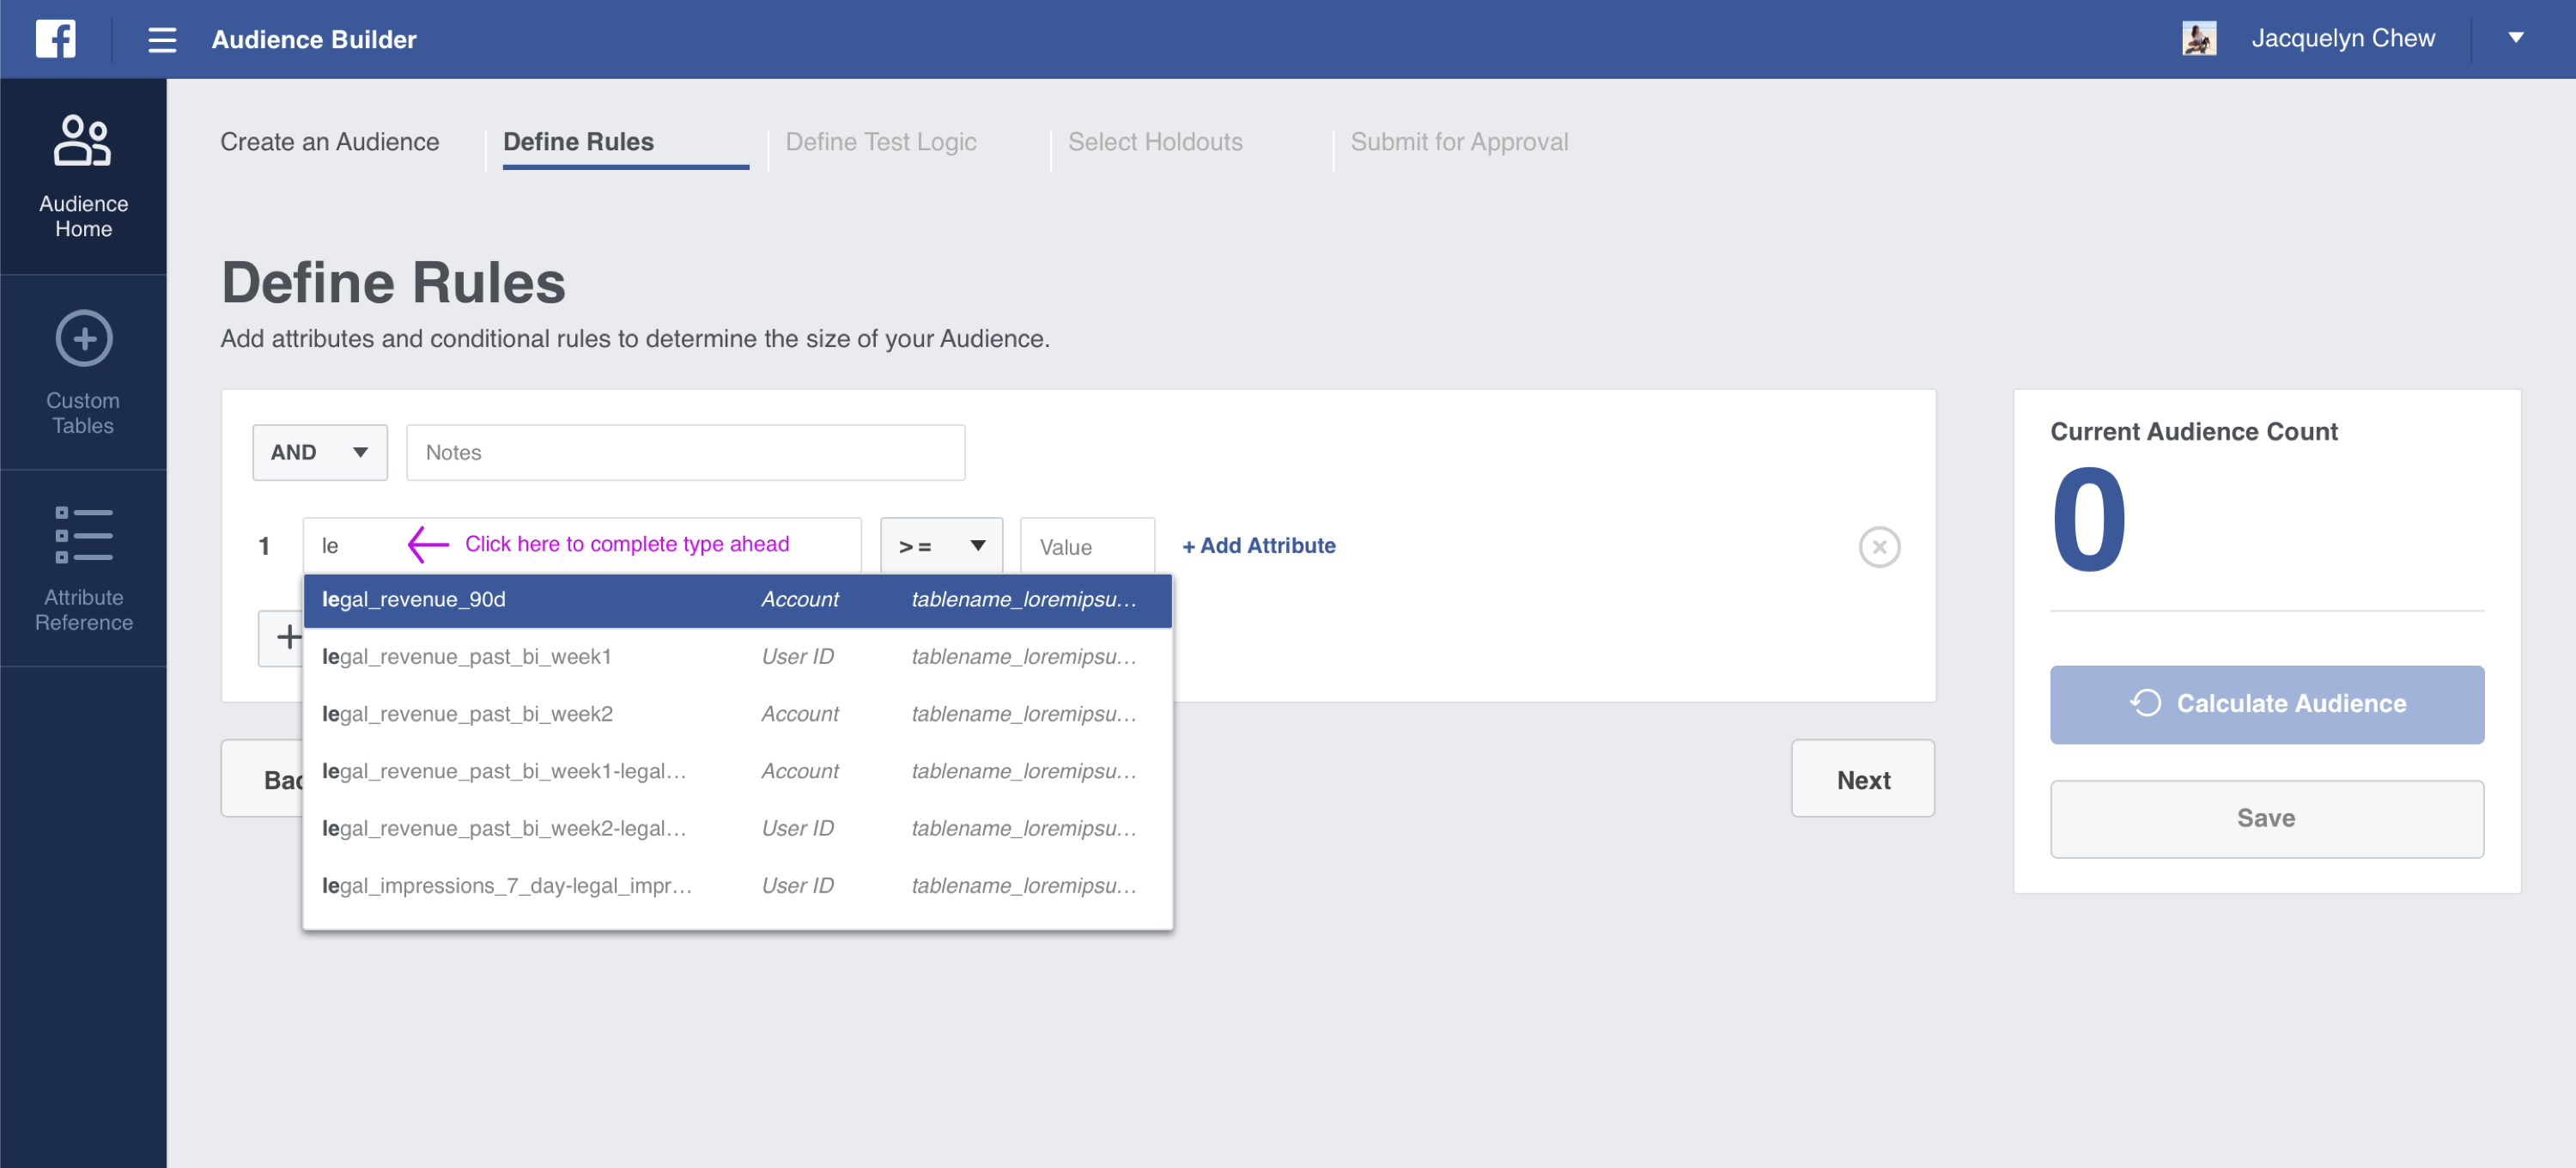 Audience Builder
Jacquelyn Chew
Audience
Home
Custom
Tables
Attribute
Reference
Create an Audience
Define Rules
Define Test Logic
Select Holdouts
Submit for Approval
Define Rules
Add attributes and conditional rules to determine the size of your Audience.
AND
Notes
1
le
Click here to complete type ahead
>=
Value
+ Add Attribute
legal_revenue_90d Account tablename_loremipsu...
legal_revenue_past_bi_week1 User ID tablename_loremipsu...
legal_revenue_past_bi_week2 Account tablename_loremipsu...
legal_revenue_past_bi_week1-legal... Account tablename_loremipsu...
legal_revenue_past_bi_week2-legal... User ID tablename_loremipsu...
legal_impressions_7_day-legal_impr... User ID tablename_loremipsu...
Bac
Next
Current Audience Count
0
Calculate Audience
Save